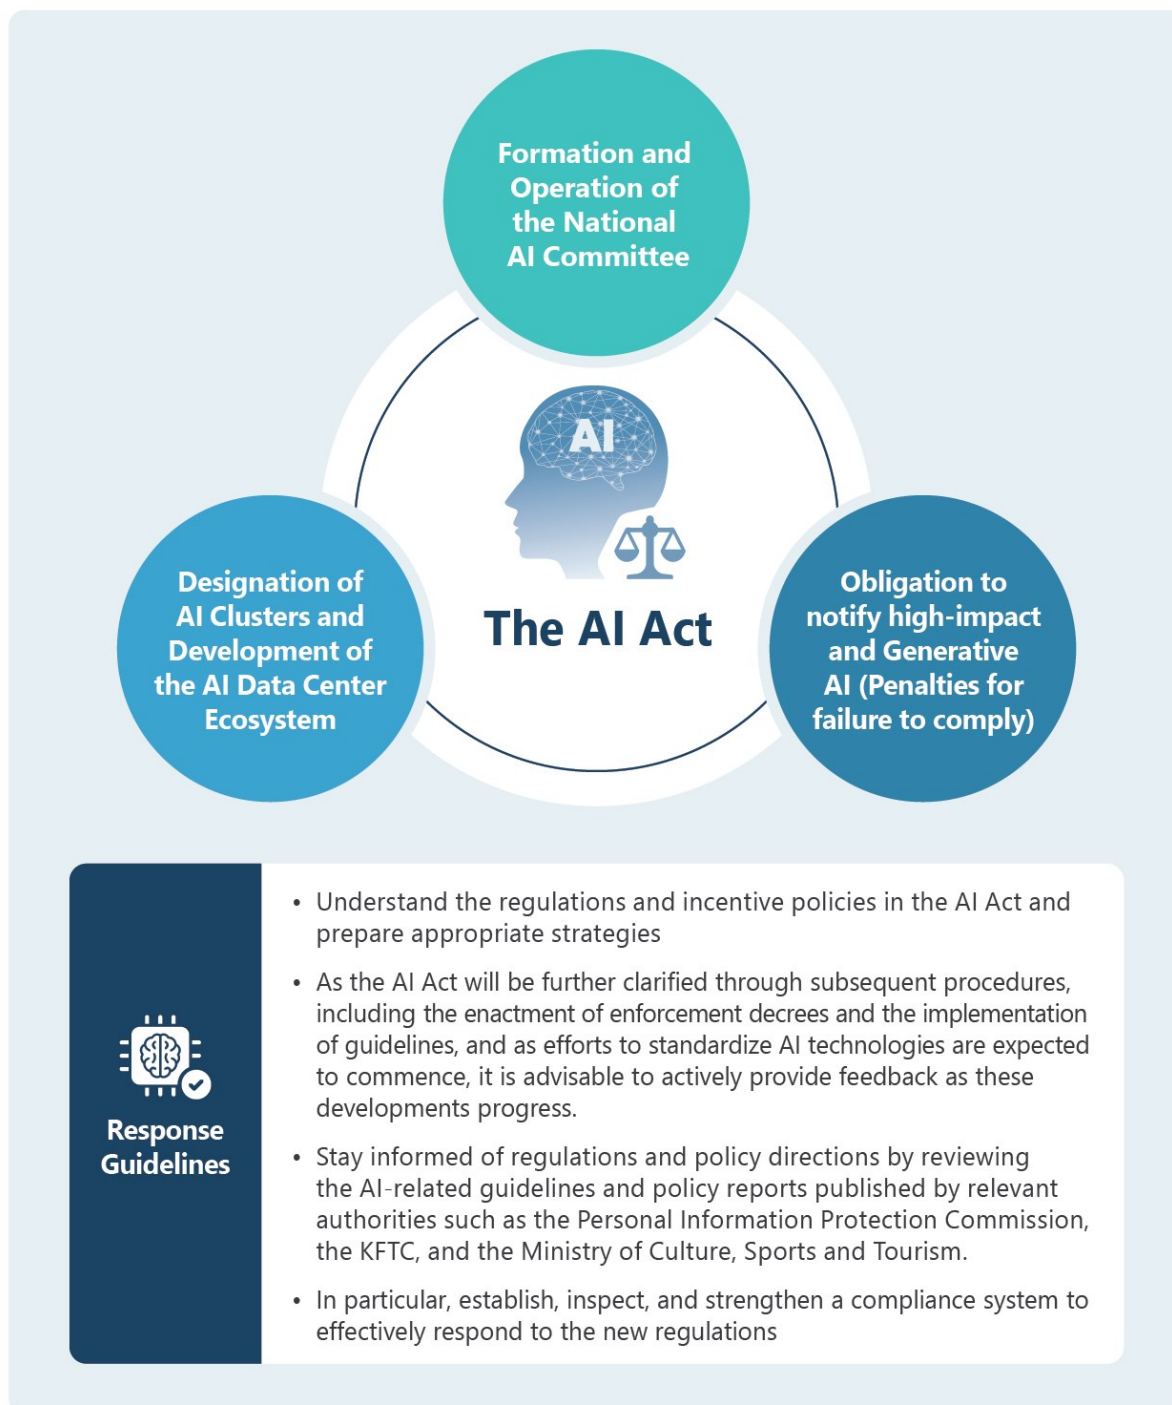 Formation and
Operation of
the National
AI Committee
AI
The AI Act
Designation of
AI Clusters and
Development of
the AI Data Center
Ecosystem
Obligation to
notify high-impact
and Generative
AI (Penalties for
failure to comply)
Response
Guidelines
• Understand the regulations and incentive policies in the AI Act and
prepare appropriate strategies
• As the AI Act will be further clarified through subsequent procedures,
including the enactment of enforcement decrees and the implementation
of guidelines, and as efforts to standardize AI technologies are expected
to commence, it is advisable to actively provide feedback as these
developments progress.
• Stay informed of regulations and policy directions by reviewing
the AI-related guidelines and policy reports published by relevant
authorities such as the Personal Information Protection Commission,
the KFTC, and the Ministry of Culture, Sports and Tourism.
• In particular, establish, inspect, and strengthen a compliance system to
effectively respond to the new regulations